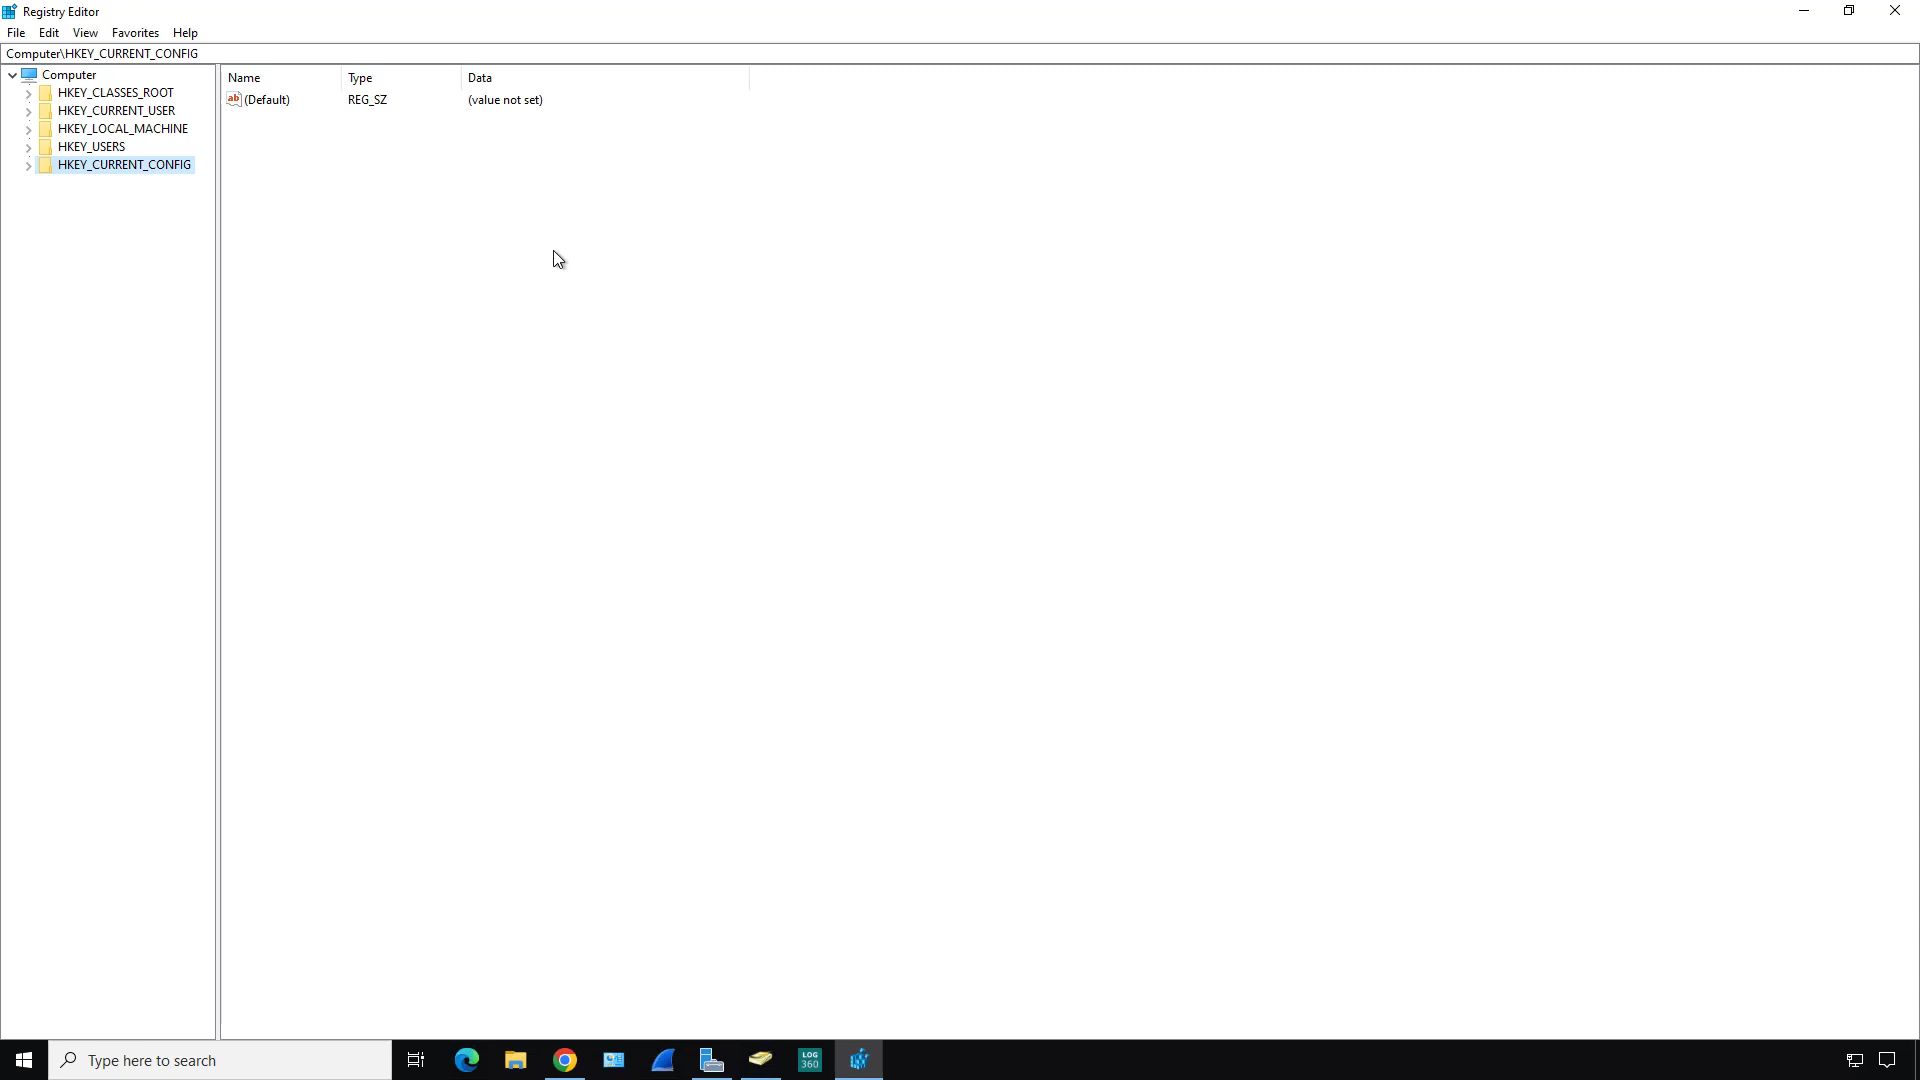 Registry Editor
File Edit View Favorites Help
Computer\HKEY_CURRENT_CONFIG
Computer
HKEY_CLASSES_ROOT
HKEY_CURRENT_USER
HKEY_LOCAL_MACHINE
HKEY_USERS
HKEY_CURRENT_CONFIG
Name Type Data
ab (Default) REG_SZ (value not set)
Type here to search
LOG
360